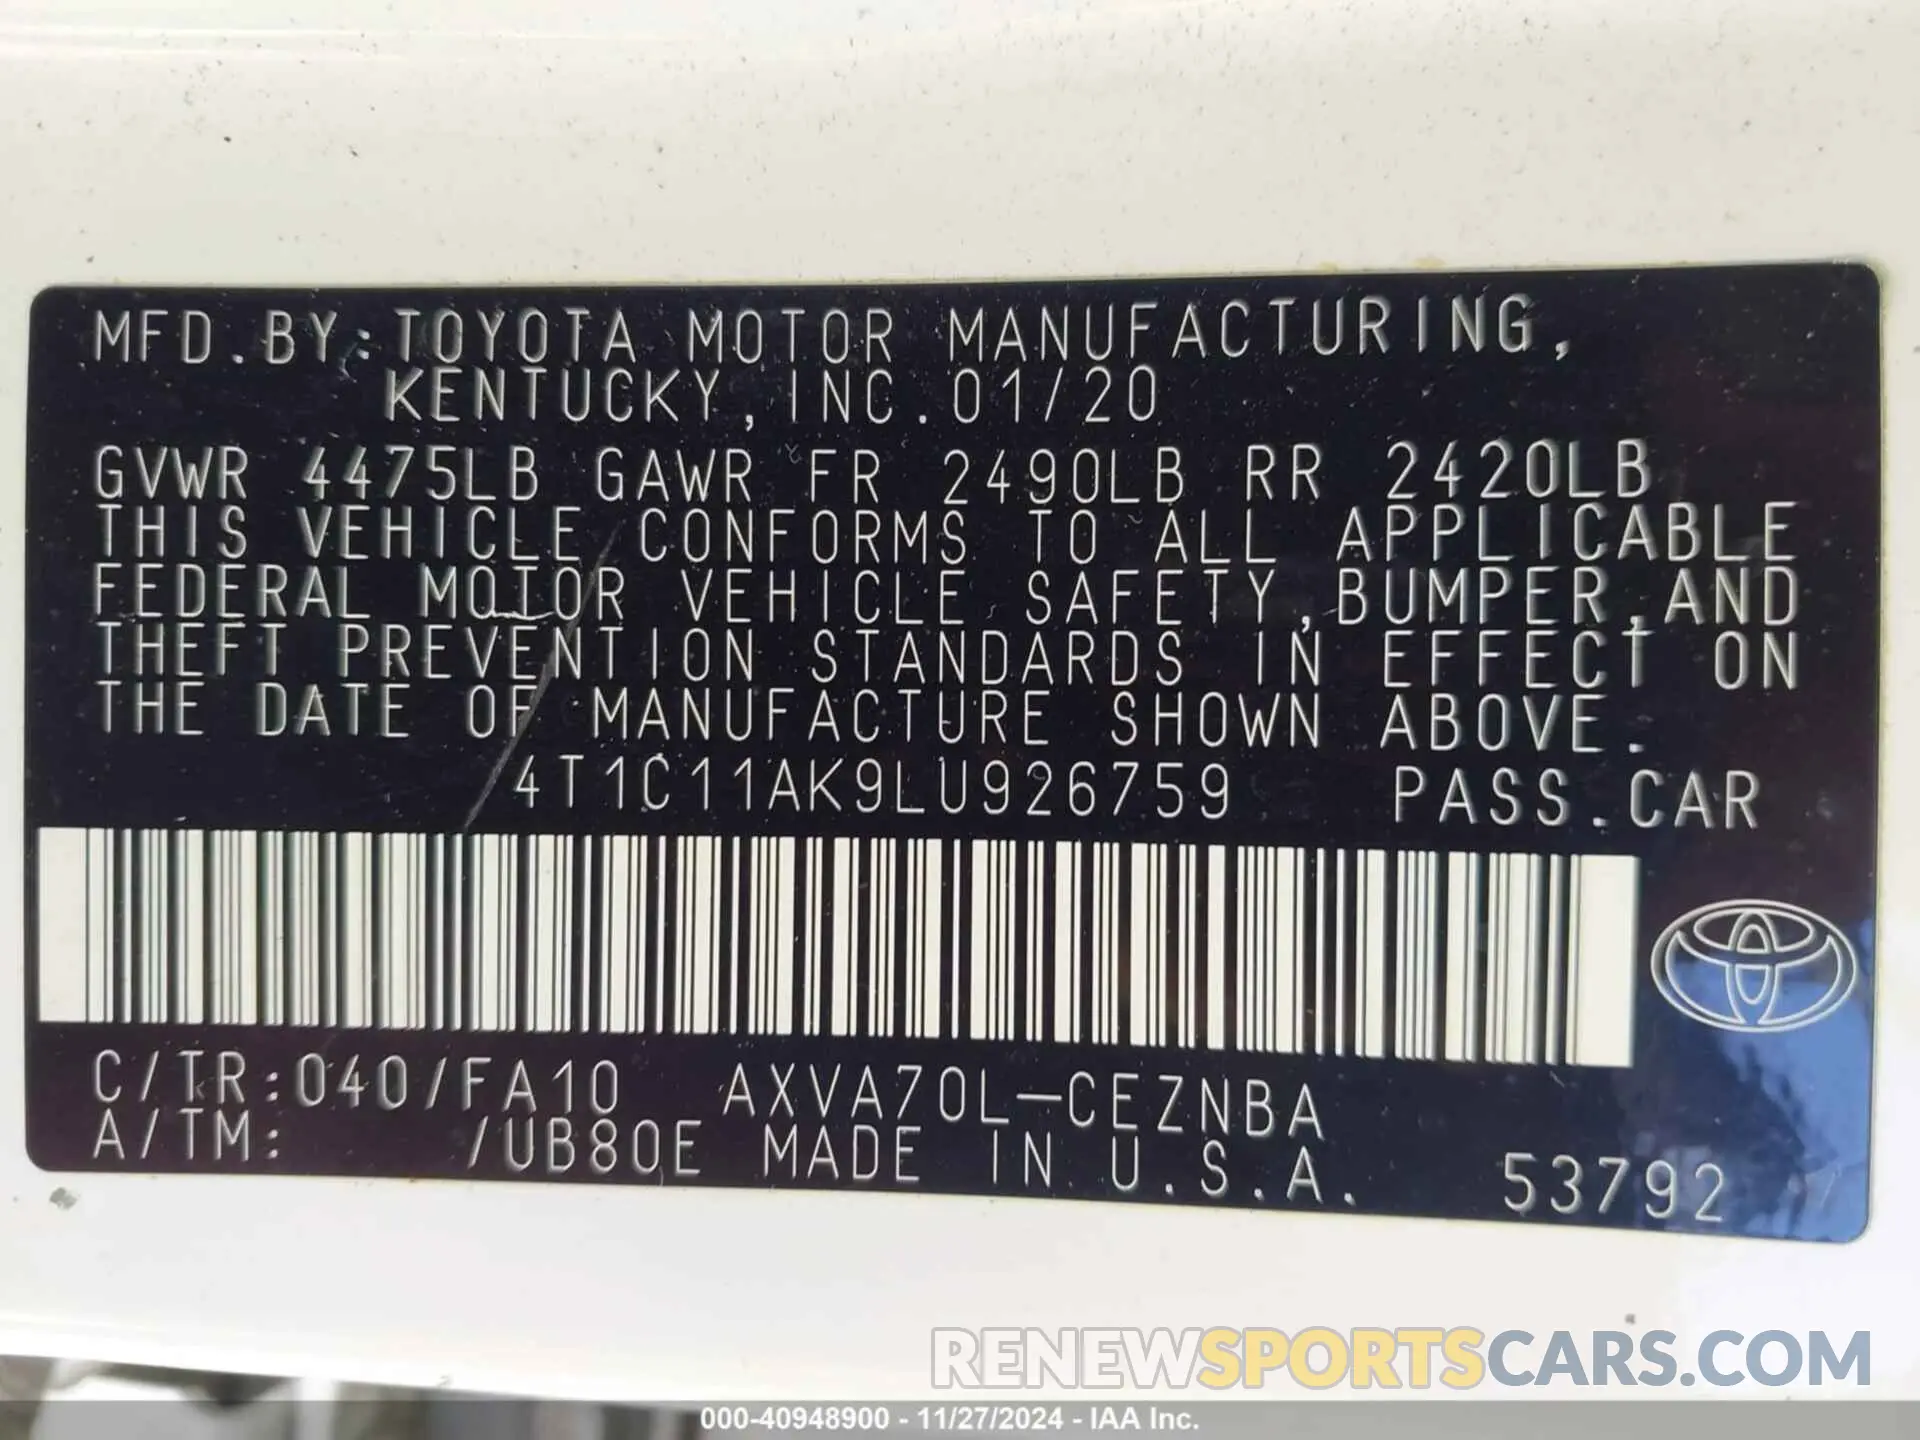 MFD.BY:TOYOTA MOTOR MANUFACTURING,
KENTUCKY,INC.01/20
GVWR 4475LB GAWR FR 2490LB RR 2420LB
THIS VEHICLE CONFORMS TO ALL APPLICABLE
FEDERAL MOTOR VEHICLE SAFETY,BUMPER,AND
THEFT PREVENTION STANDARDS IN EFFECT ON
THE DATE OF MANUFACTURE SHOWN ABOVE.
4T1C11AK9LU926759 PASS.CAR
C/TR:040/FA10 AXVA70L-CEZNBA
A/TM: /UB80E MADE IN U.S.A. 53792
RENEWSPORTSCARS.COM
000-40948900 - 11/27/2024 - IAA Inc.